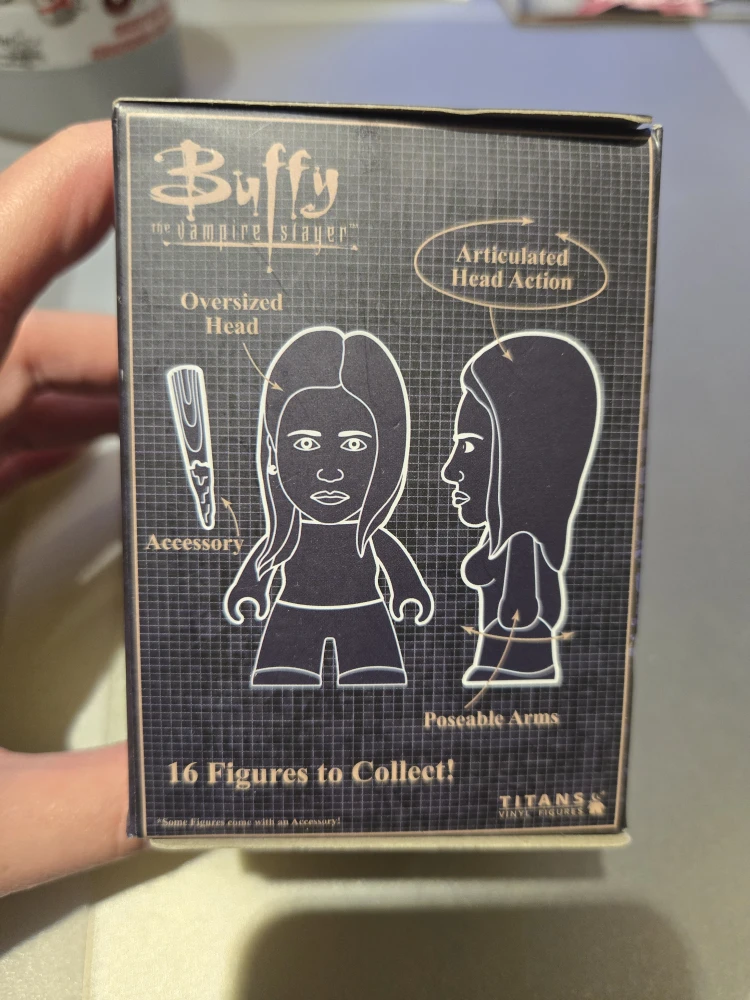 Buffy
the vampire slayer™
Articulated
Head Action
Oversized
Head
Accessory
Poseable Arms
16 Figures to Collect!
*Some Figures come with an Accessory!
TITANS
VINYL FIGURES